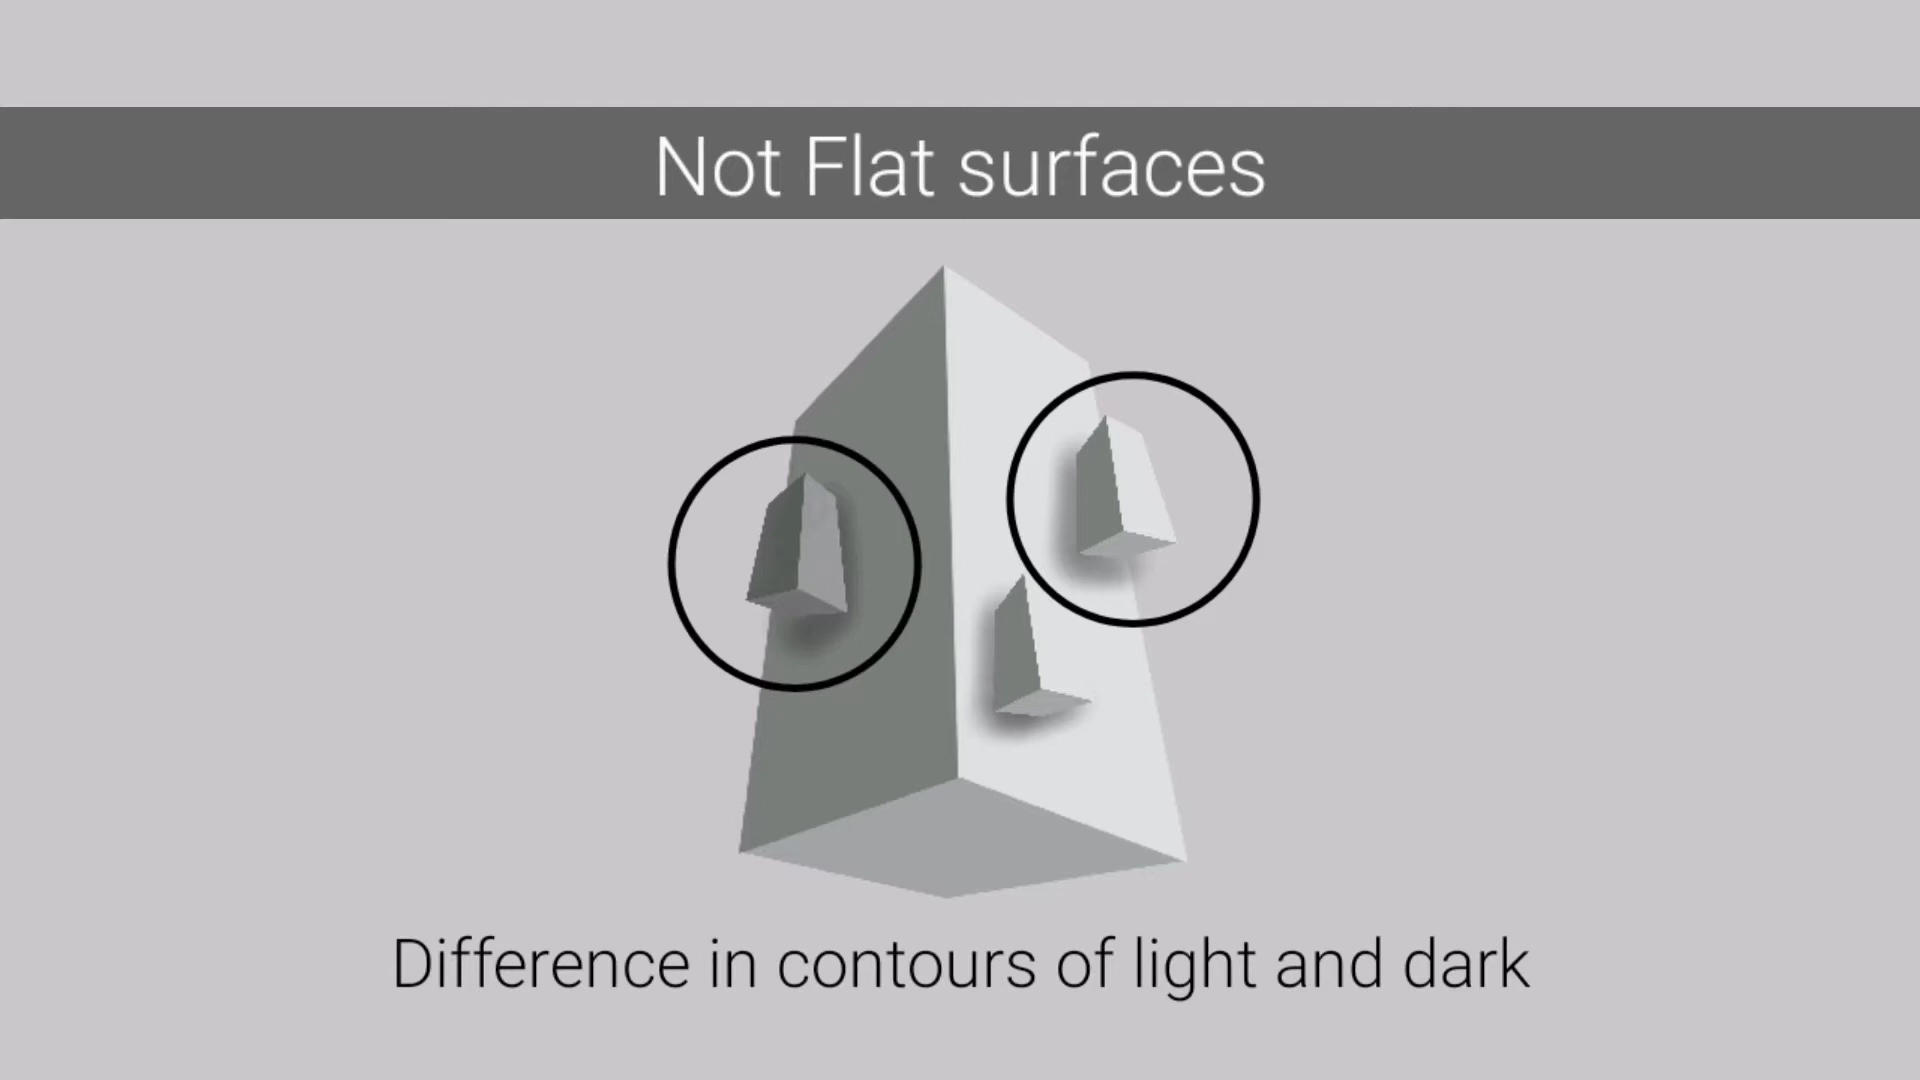 Not Flat surfaces
Difference in contours of light and dark